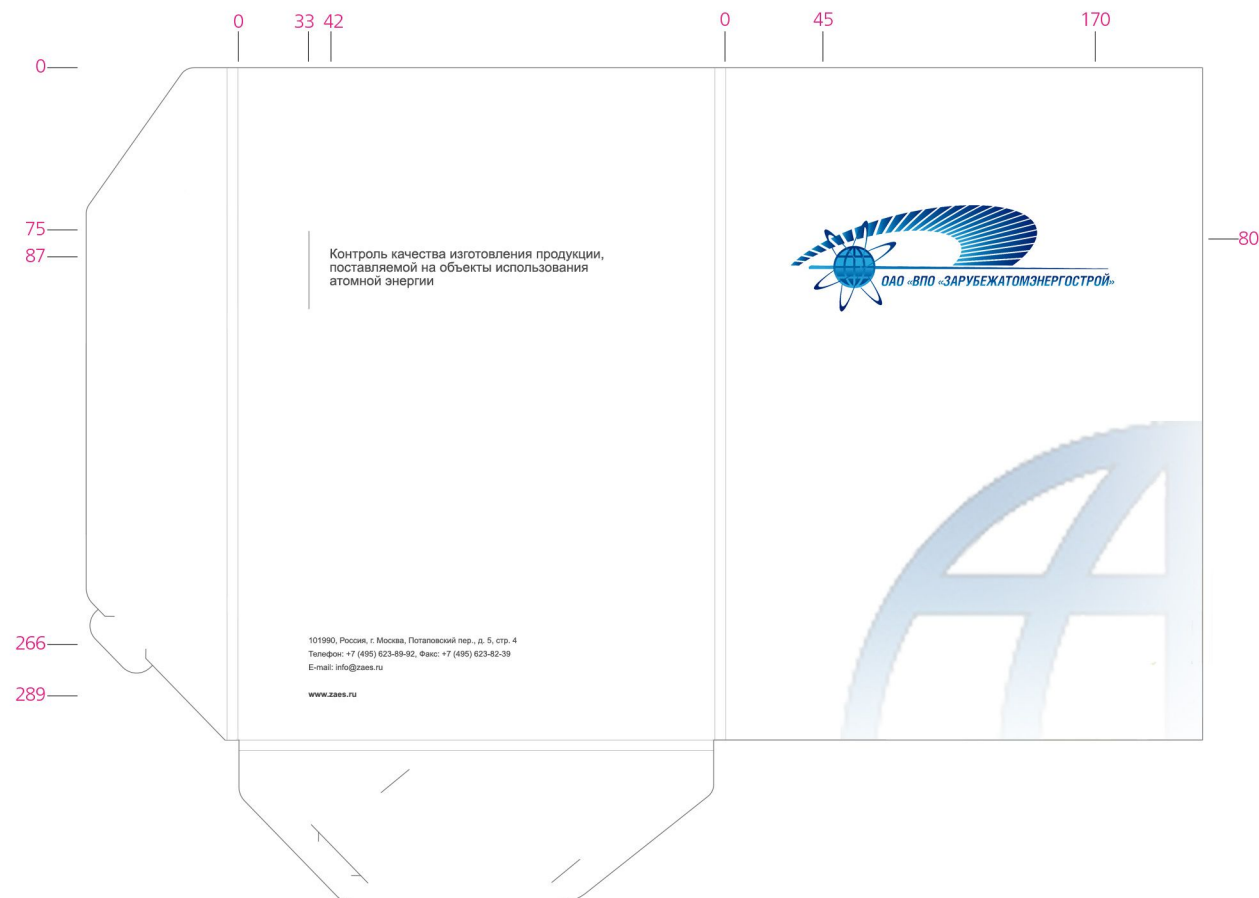 0 33 42 0 45 170
0
75
87
80
Контроль качества изготовления продукции,
поставляемой на объекты использования
атомной энергии
ОАО «ВПО «ЗАРУБЕЖАТОМЭНЕРГОСТРОЙ»
266
289
101990, Россия, г. Москва, Потаповский пер., д. 5, стр. 4
Телефон: +7 (495) 623-89-92, Факс: +7 (495) 623-82-39
E-mail: info@zaes.ru
www.zaes.ru